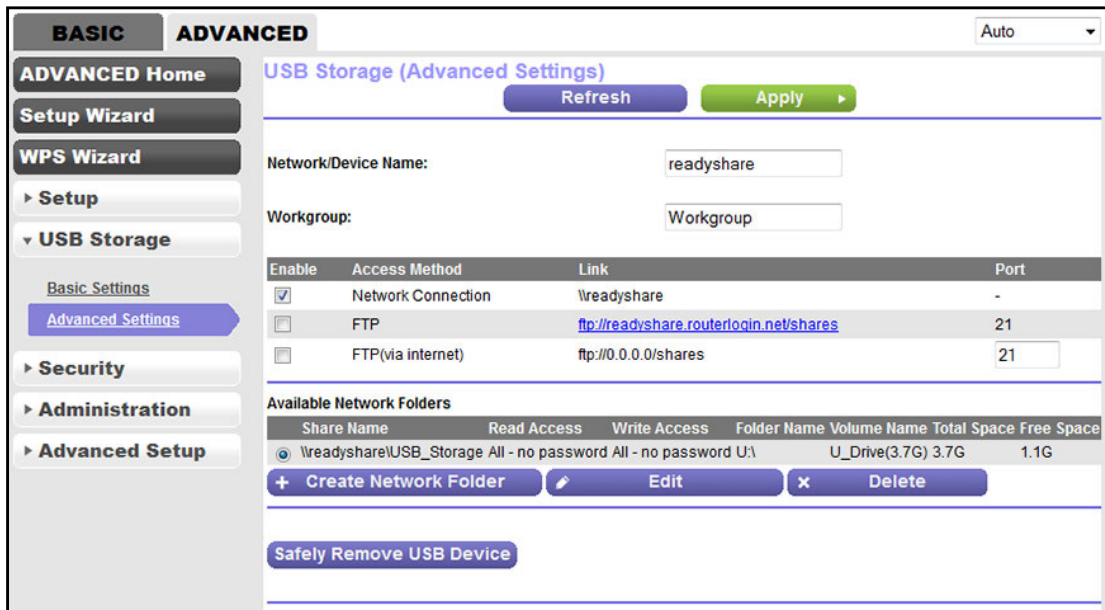 BASIC ADVANCED Auto
ADVANCED Home
Setup Wizard
WPS Wizard
Setup
USB Storage
Basic Settings
Advanced Settings
Security
Administration
Advanced Setup
USB Storage (Advanced Settings)
Refresh Apply
Network/Device Name: readyshare
Workgroup: Workgroup
Enable Access Method Link Port
Network Connection \\readyshare -
FTP ftp://readyshare.routerlogin.net/shares 21
FTP(via internet) ftp://0.0.0.0/shares 21
Available Network Folders
Share Name Read Access Write Access Folder Name Volume Name Total Space Free Space
\\readyshare\USB_Storage All - no password All - no password U:\ U_Drive(3.7G) 3.7G 1.1G
+ Create Network Folder Edit x Delete
Safely Remove USB Device